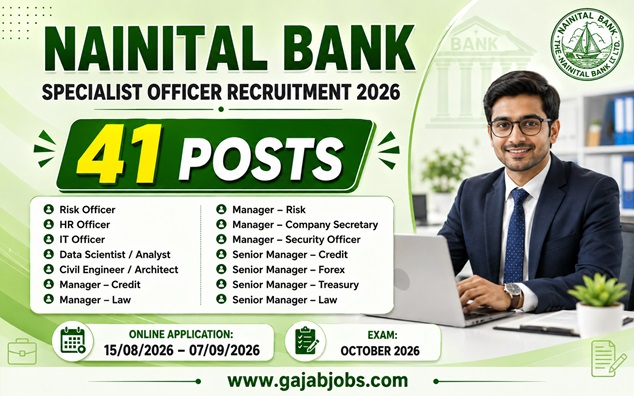 NAINITAL BANK
SPECIALIST OFFICER RECRUITMENT 2026
41 POSTS
Risk Officer
HR Officer
IT Officer
Data Scientist / Analyst
Civil Engineer / Architect
Manager – Credit
Manager – Law
Manager – Risk
Manager – Company Secretary
Manager – Security Officer
Senior Manager – Credit
Senior Manager – Forex
Senior Manager – Treasury
Senior Manager – Law
ONLINE APPLICATION:
15/08/2026 – 07/09/2026
EXAM:
OCTOBER 2026
www.gajabjobs.com
BANK
NAINITAL BANK
THE NAINITAL BANK
LTD.